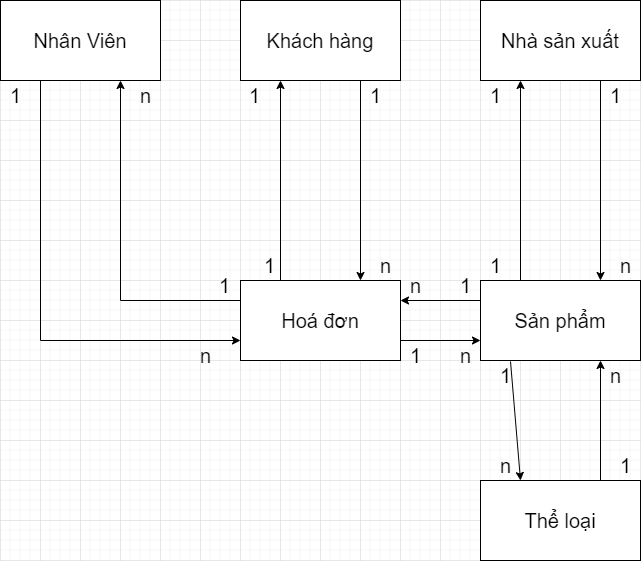 Nhân Viên
Khách hàng
Nhà sản xuất
1
n
1
1
1
1
1
n
1
n
n
1
1
n
Hoá đơn
Sản phẩm
n
1
n
1
n
n
1
Thể loại